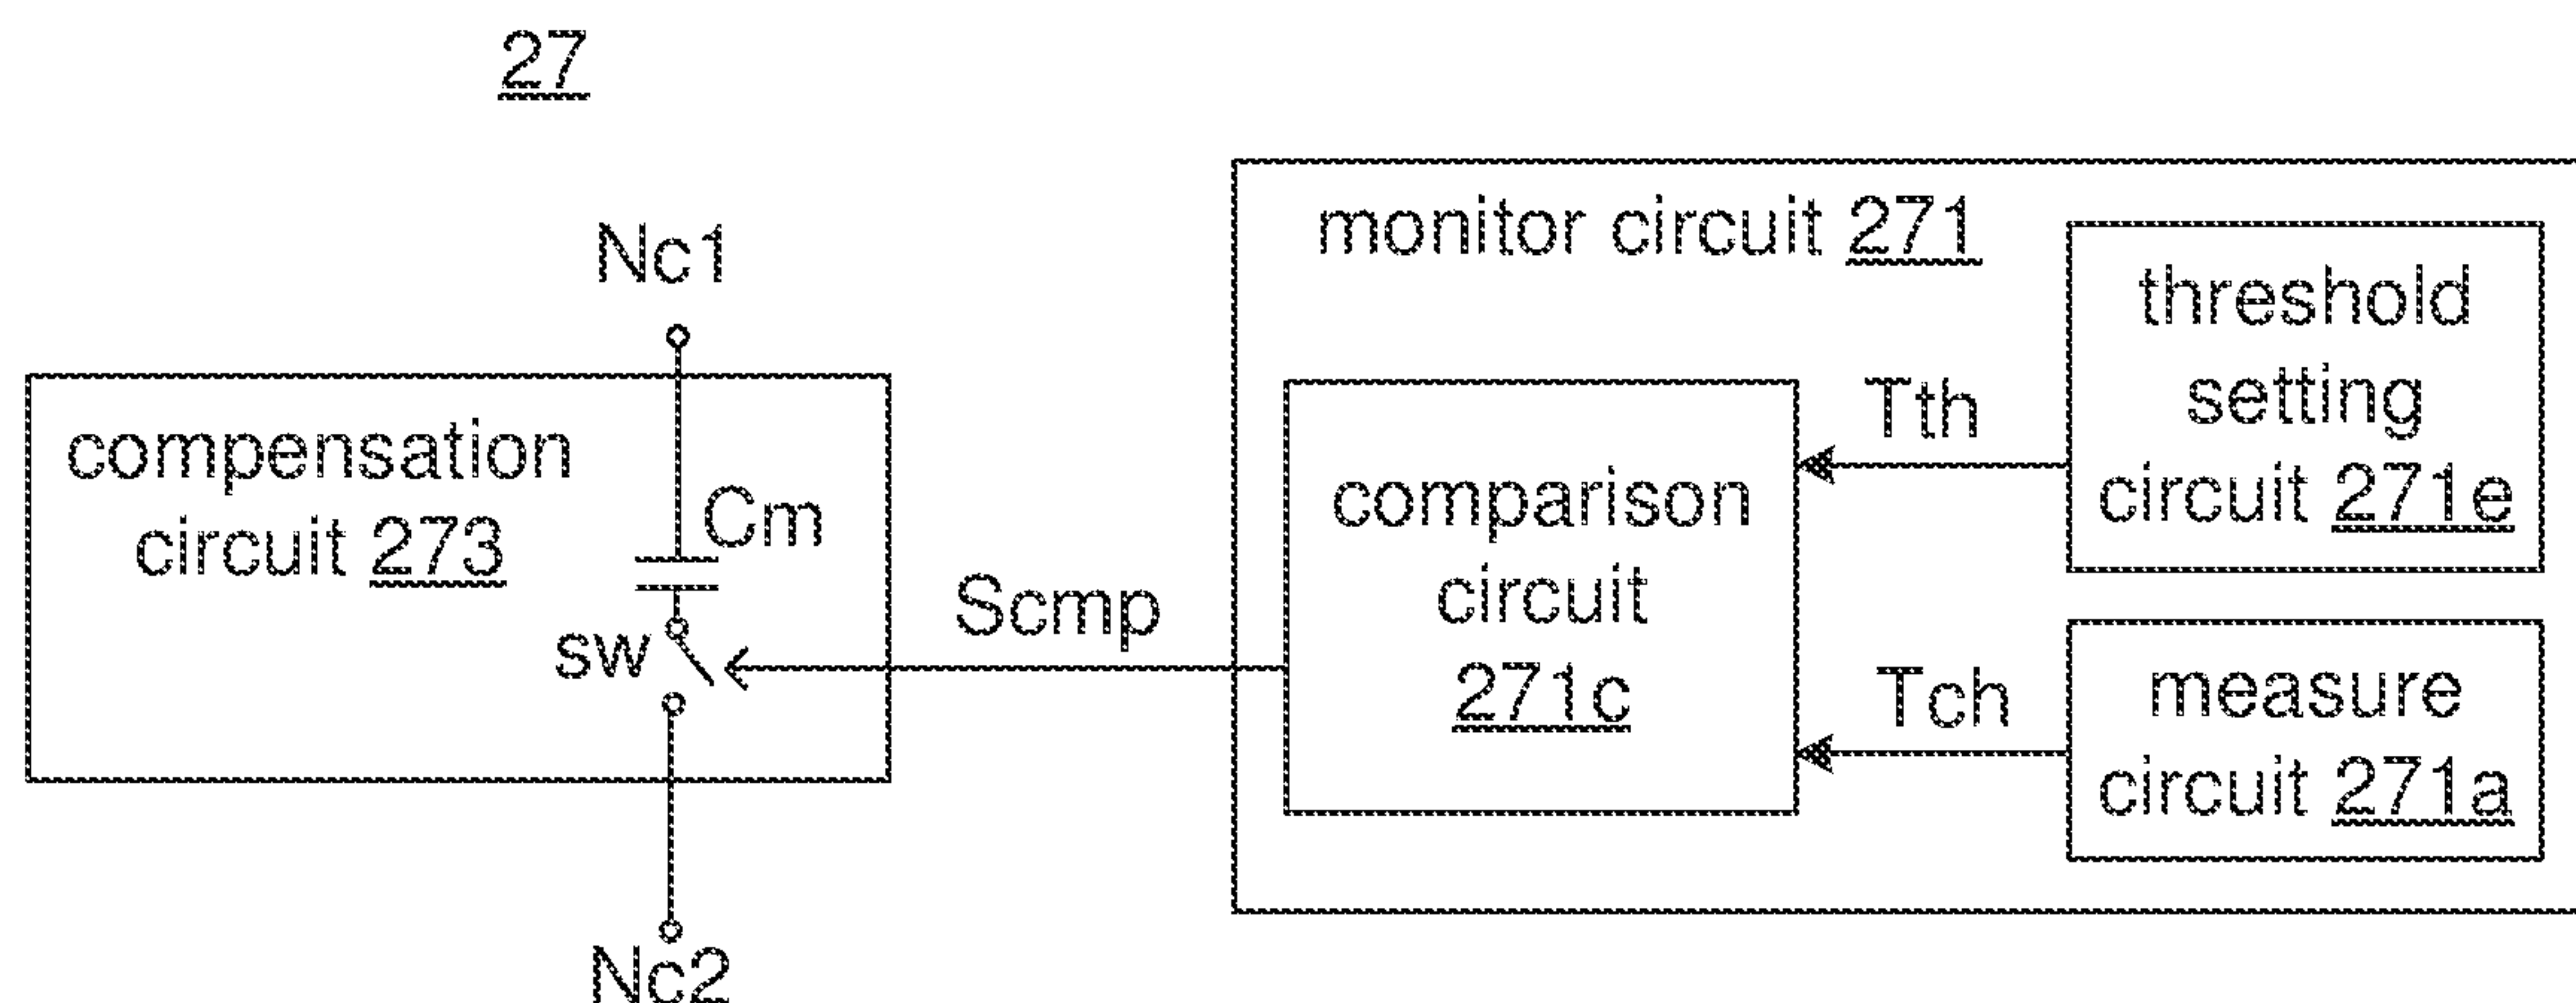 27
Nc1
compensation
circuit 273
Cm
sw
Nc2
Scmp
monitor circuit 271
comparison
circuit
271c
Tth
Tch
threshold
setting
circuit 271e
measure
circuit 271a